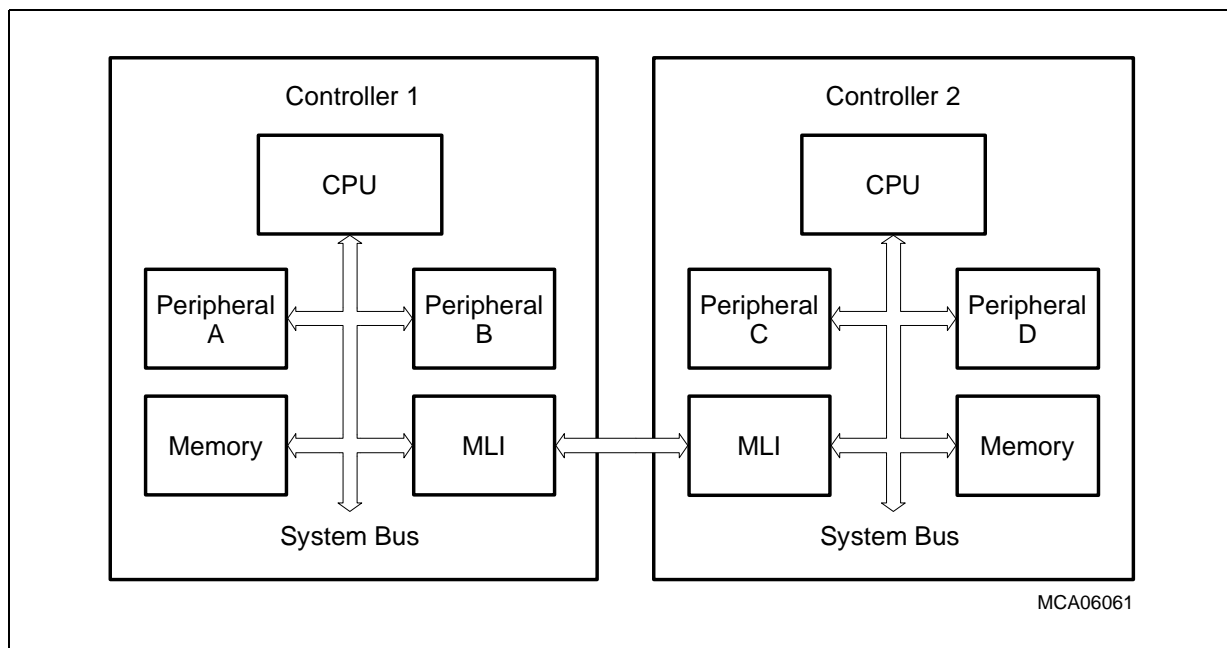 Controller 1
CPU
Peripheral
A
Peripheral
B
Memory
MLI
System Bus
Controller 2
CPU
Peripheral
C
Peripheral
D
MLI
Memory
System Bus
MCA06061